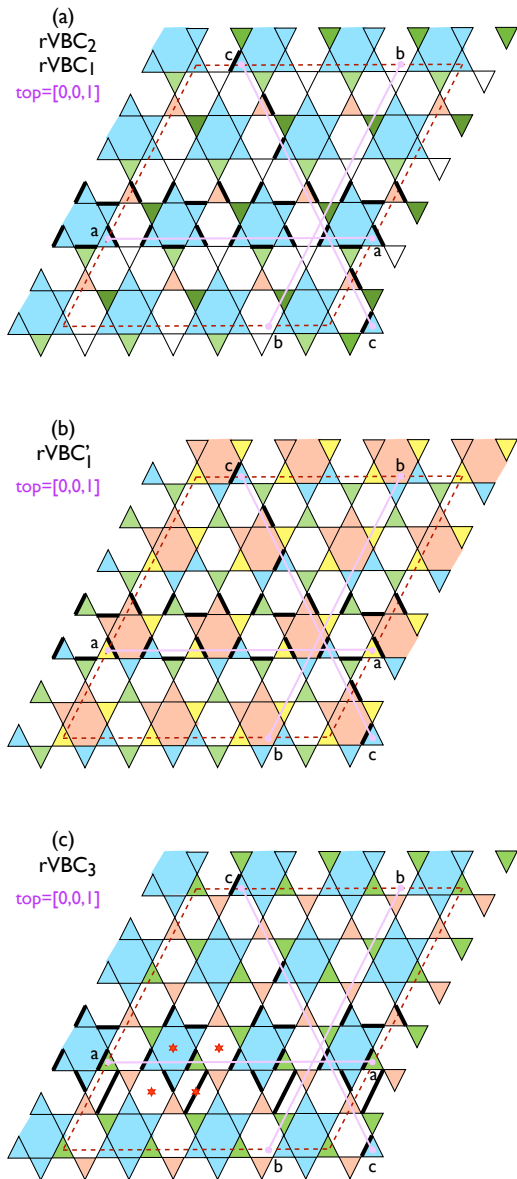 (a)
rVBC₂
rVBC₁
top=[0,0,1]
c
b
a
a
b
c
(b)
rVBC'₁
top=[0,0,1]
c
b
a
a
b
c
(c)
rVBC₃
top=[0,0,1]
c
b
a
a
b
c